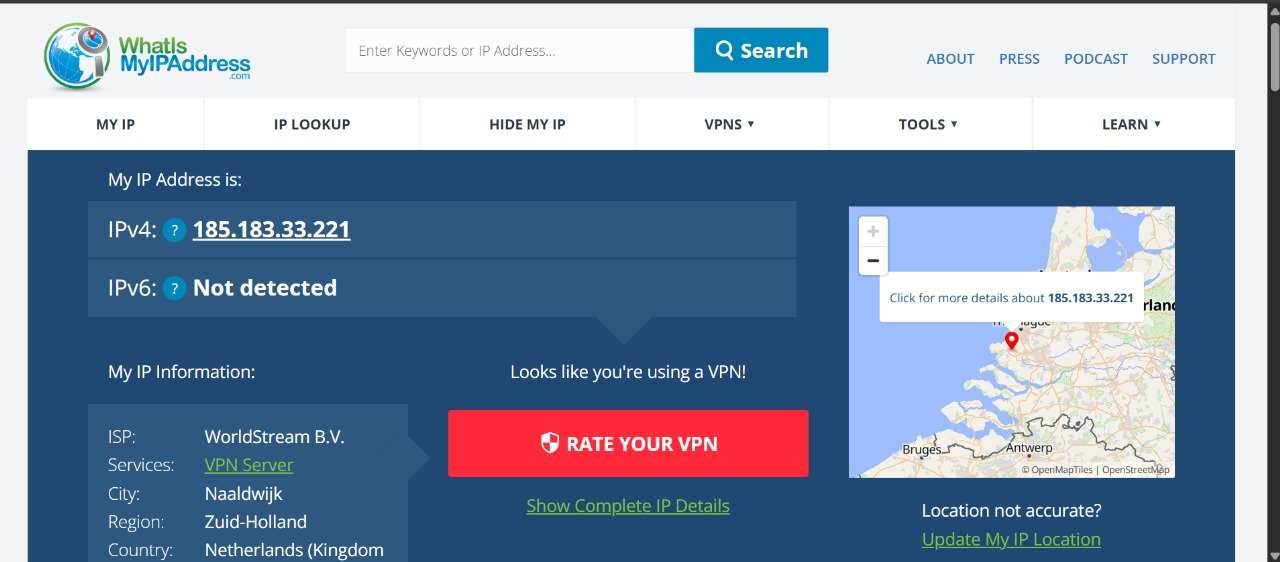 WhatIs
MyIPAddress
.com
Enter Keywords or IP Address...
Search
ABOUT PRESS PODCAST SUPPORT
MY IP IP LOOKUP HIDE MY IP VPNS ▼ TOOLS ▼ LEARN ▼
My IP Address is:
IPv4: ? 185.183.33.221
IPv6: ? Not detected
My IP Information:
ISP: WorldStream B.V.
Services: VPN Server
City: Naaldwijk
Region: Zuid-Holland
Country: Netherlands (Kingdom
Looks like you're using a VPN!
RATE YOUR VPN
Show Complete IP Details
+
−
Click for more details about 185.183.33.221
Bruges
Antwerp
© OpenMapTiles | OpenStreetMap
Location not accurate?
Update My IP Location